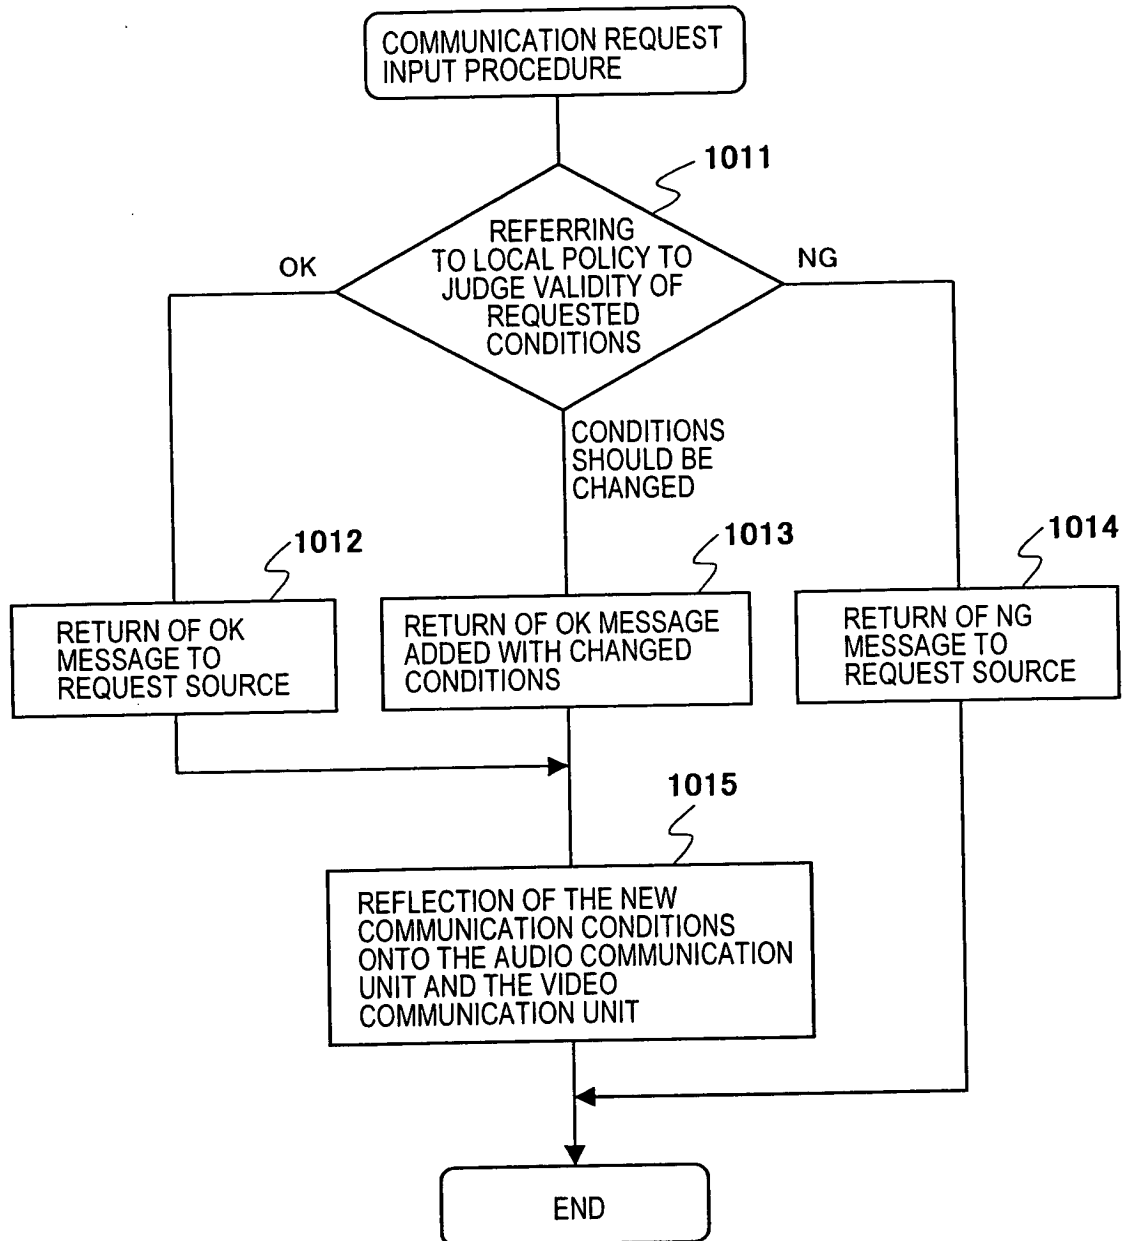 COMMUNICATION REQUEST
INPUT PROCEDURE
1011
REFERRING
TO LOCAL POLICY TO
JUDGE VALIDITY OF
REQUESTED
CONDITIONS
OK
NG
CONDITIONS
SHOULD BE
CHANGED
1012
RETURN OF OK
MESSAGE TO
REQUEST SOURCE
1013
RETURN OF OK MESSAGE
ADDED WITH CHANGED
CONDITIONS
1014
RETURN OF NG
MESSAGE TO
REQUEST SOURCE
1015
REFLECTION OF THE NEW
COMMUNICATION CONDITIONS
ONTO THE AUDIO COMMUNICATION
UNIT AND THE VIDEO
COMMUNICATION UNIT
END